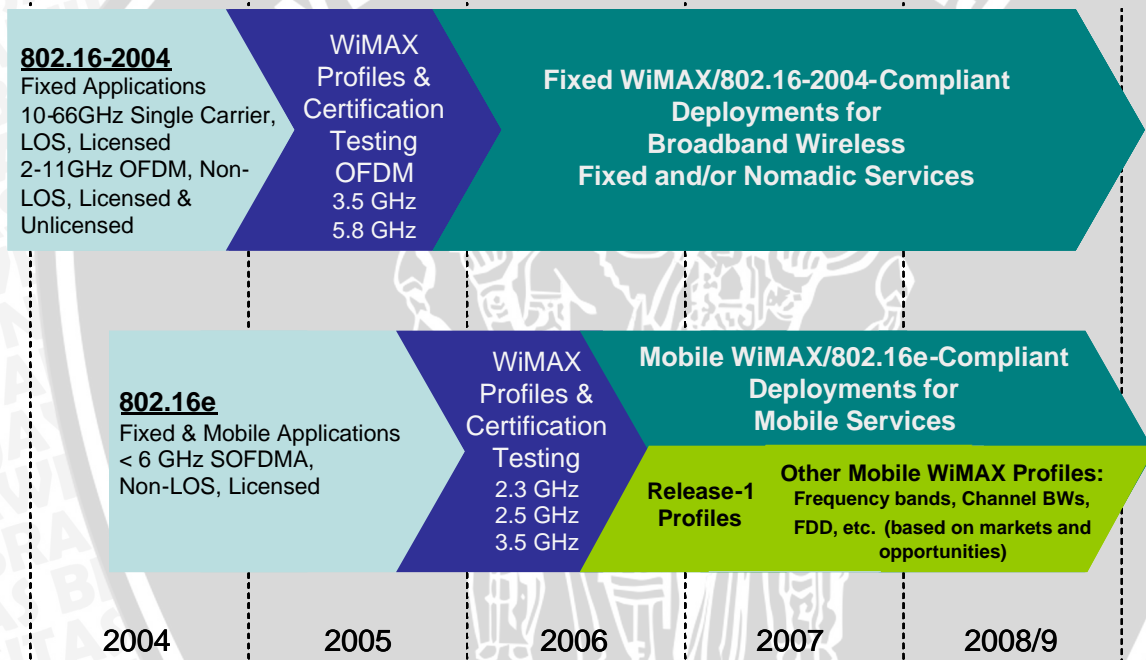 802.16-2004
Fixed Applications
10-66GHz Single Carrier,
LOS, Licensed
2-11GHz OFDM, Non-
LOS, Licensed &
Unlicensed
WiMAX
Profiles &
Certification
Testing
OFDM
3.5 GHz
5.8 GHz
Fixed WiMAX/802.16-2004-Compliant
Deployments for
Broadband Wireless
Fixed and/or Nomadic Services
802.16e
Fixed & Mobile Applications
< 6 GHz SOFDMA,
Non-LOS, Licensed
WiMAX
Profiles &
Certification
Testing
2.3 GHz
2.5 GHz
3.5 GHz
Mobile WiMAX/802.16e-Compliant
Deployments for
Mobile Services
Release-1
Profiles
Other Mobile WiMAX Profiles:
Frequency bands, Channel BWs,
FDD, etc. (based on markets and
opportunities)
2004
2005
2006
2007
2008/9